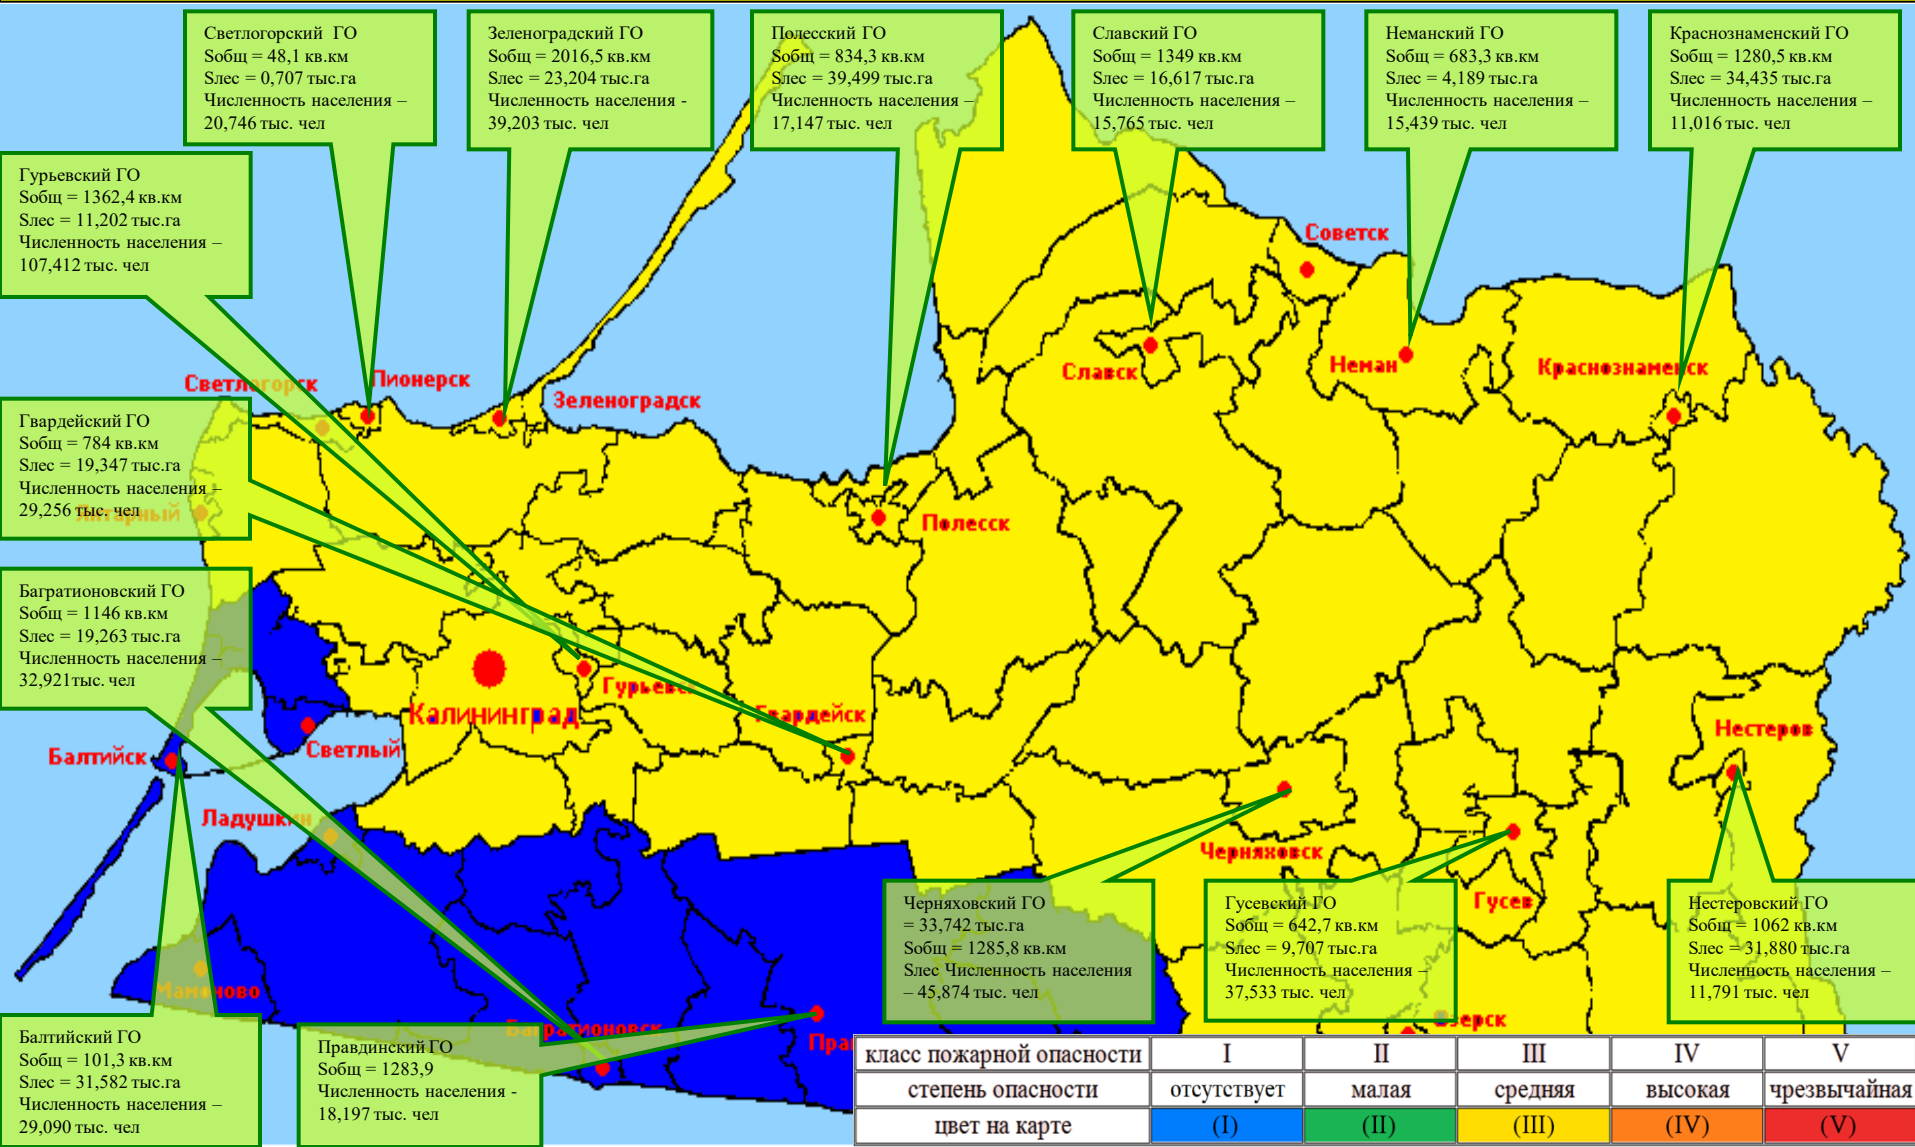 Светлогорский ГО
Sобщ = 48,1 кв.км
Sлес = 0,707 тыс.га
Численность населения –
20,746 тыс. чел
Зеленоградский ГО
Sобщ = 2016,5 кв.км
Sлес = 23,204 тыс.га
Численность населения -
39,203 тыс. чел
Полесский ГО
Sобщ = 834,3 кв.км
Sлес = 39,499 тыс.га
Численность населения –
17,147 тыс. чел
Славский ГО
Sобщ = 1349 кв.км
Sлес = 16,617 тыс.га
Численность населения –
15,765 тыс. чел
Неманский ГО
Sобщ = 683,3 кв.км
Sлес = 4,189 тыс.га
Численность населения –
15,439 тыс. чел
Краснознаменский ГО
Sобщ = 1280,5 кв.км
Sлес = 34,435 тыс.га
Численность населения –
11,016 тыс. чел
Гурьевский ГО
Sобщ = 1362,4 кв.км
Sлес = 11,202 тыс.га
Численность населения –
107,412 тыс. чел
Советск
Светлогорск
Пионерск
Зеленоградск
Славск
Неман
Краснознаменск
Гвардейский ГО
Sобщ = 784 кв.км
Sлес = 19,347 тыс.га
Численность населения –
29,256 тыс. чел
Янтарный
Полесск
Багратионовский ГО
Sобщ = 1146 кв.км
Sлес = 19,263 тыс.га
Численность населения –
32,921тыс. чел
Гурьевск
Калининград
Гвардейск
Нестеров
Балтийск
Светлый
Ладушкин
Черняховск
Гусев
Черняховский ГО
= 33,742 тыс.га
Sобщ = 1285,8 кв.км
Sлес Численность населения
– 45,874 тыс. чел
Гусевский ГО
Sобщ = 642,7 кв.км
Sлес = 9,707 тыс.га
Численность населения –
37,533 тыс. чел
Нестеровский ГО
Sобщ = 1062 кв.км
Sлес = 31,880 тыс.га
Численность населения –
11,791 тыс. чел
Мамоново
Багратионовск
Озерск
Пра
Балтийский ГО
Sобщ = 101,3 кв.км
Sлес = 31,582 тыс.га
Численность населения –
29,090 тыс. чел
Правдинский ГО
Sобщ = 1283,9
Численность населения -
18,197 тыс. чел
класс пожарной опасности I II III IV V
степень опасности отсутствует малая средняя высокая чрезвычайная
цвет на карте (I) (II) (III) (IV) (V)